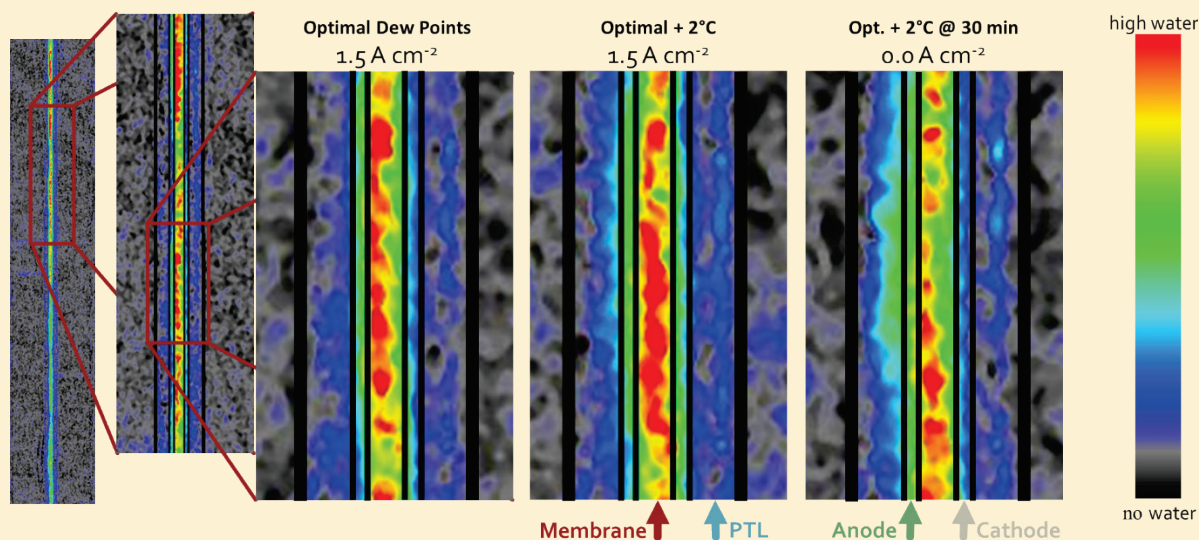 Optimal Dew Points
1.5 A cm⁻²
Optimal + 2°C
1.5 A cm⁻²
Opt. + 2°C @ 30 min
0.0 A cm⁻²
high water
no water
Membrane
PTL
Anode
Cathode